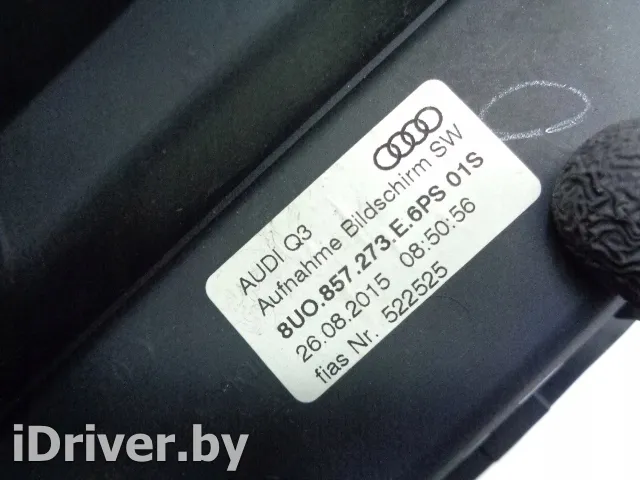 AUDI Q3
Aufnahme Bildschirm SW
8UO.857.273.E.6PS 01S
26.08.2015 08:50:56
fias Nr. 522525
iDriver.by